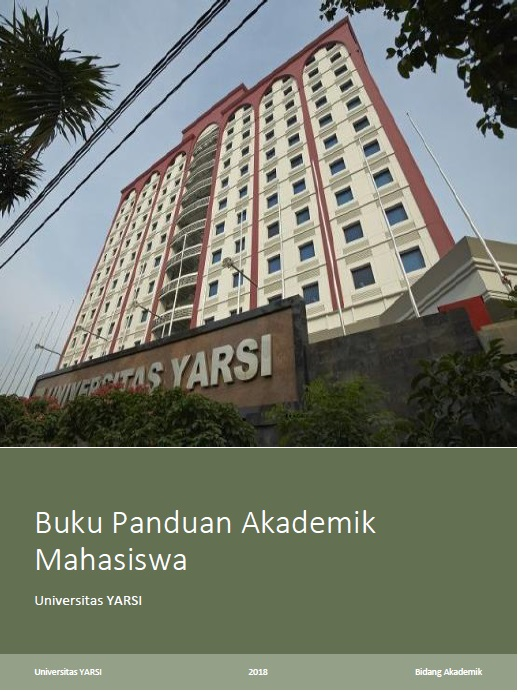 UNIVERSITAS YARSI
Buku Panduan Akademik
Mahasiswa
Universitas YARSI
Universitas YARSI 2018 Bidang Akademik